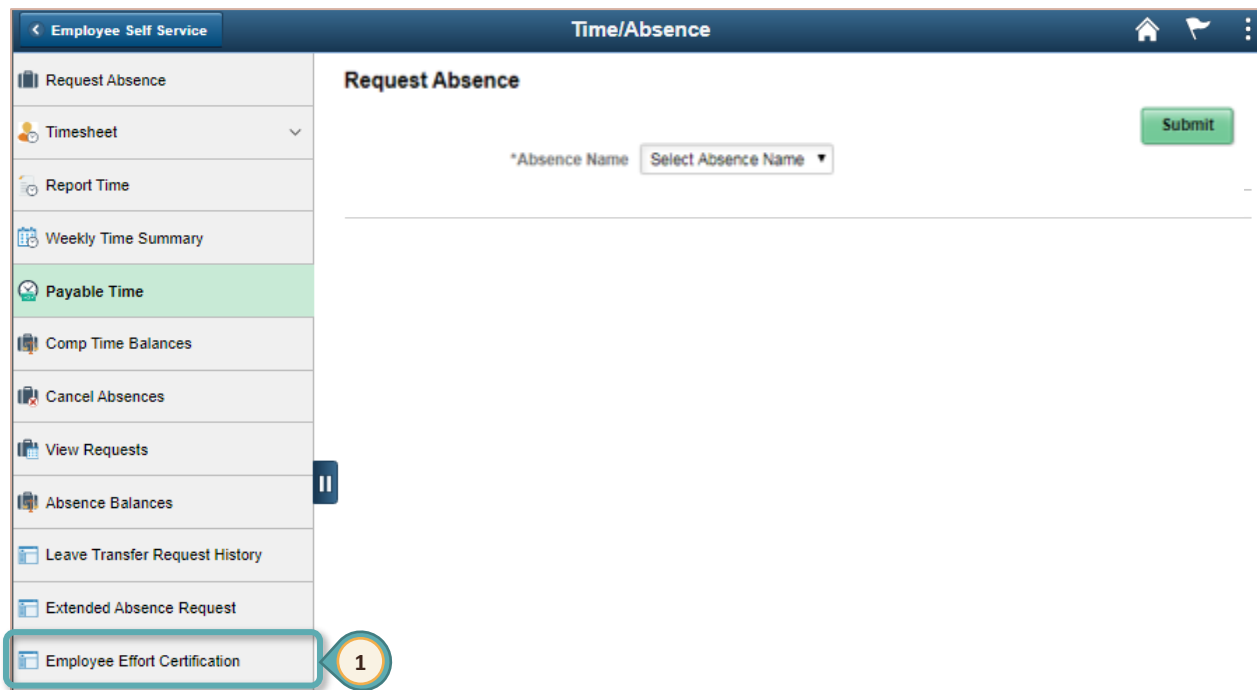 Employee Self Service
Time/Absence
Request Absence
Timesheet
Report Time
Weekly Time Summary
Payable Time
Comp Time Balances
Cancel Absences
View Requests
Absence Balances
Leave Transfer Request History
Extended Absence Request
Employee Effort Certification
1
Request Absence
Submit
*Absence Name Select Absence Name